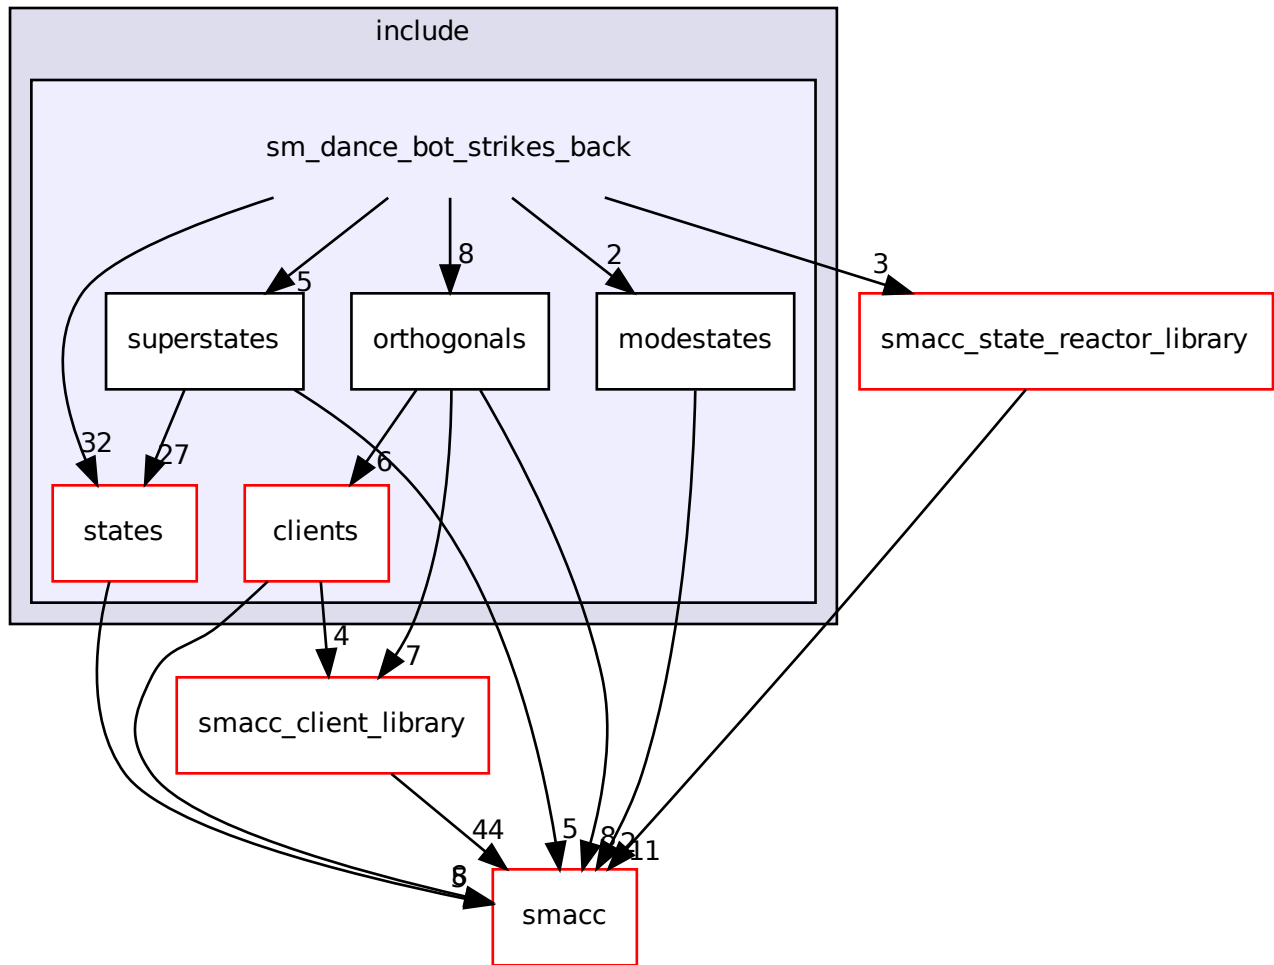 include
sm_dance_bot_strikes_back
8
2
3
5
superstates
orthogonals
modestates
smacc_state_reactor_library
32
27
6
states
clients
4
7
smacc_client_library
44
5
8
2
11
smacc